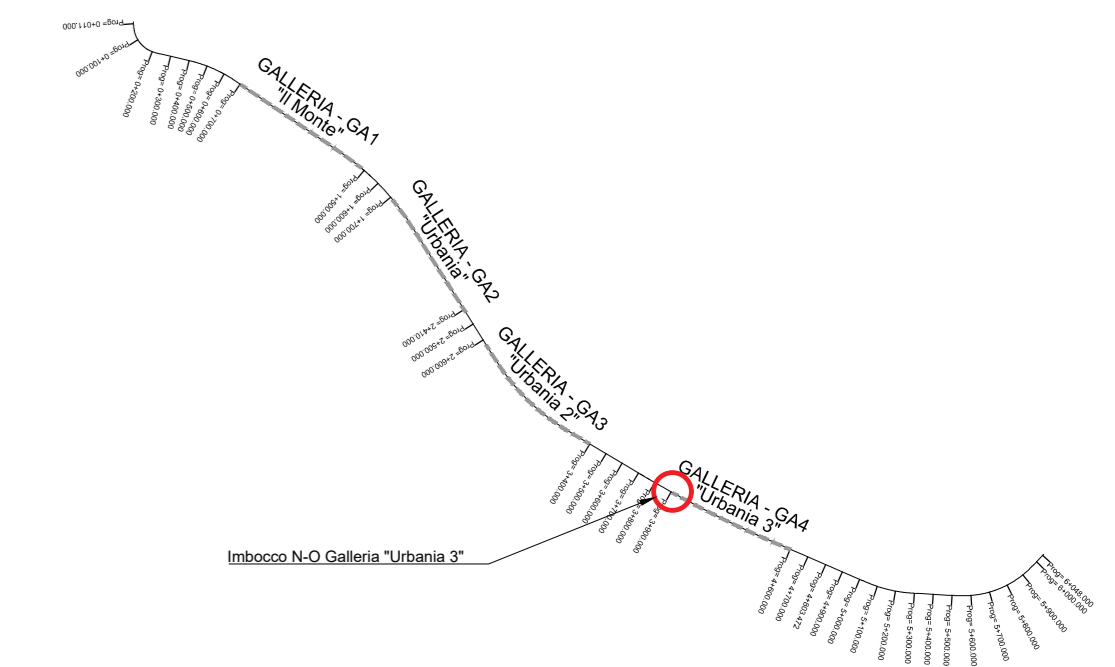 Prog= 0+011.000
Prog= 0+100.000
Prog= 0+200.000
Prog= 0+300.000
Prog= 0+400.000
Prog= 0+500.000
Prog= 0+600.000
Prog= 0+700.000
GALLERIA - GA1
"Il Monte"
Prog= 1+500.000
Prog= 1+600.000
Prog= 1+700.000
GALLERIA - GA2
"Urbania"
Prog= 2+410.000
Prog= 2+500.000
Prog= 2+600.000
GALLERIA - GA3
"Urbania 2"
Prog= 3+400.000
Prog= 3+500.000
Prog= 3+600.000
Prog= 3+700.000
Prog= 3+800.000
Prog= 3+900.000
GALLERIA - GA4
"Urbania 3"
Imbocco N-O Galleria "Urbania 3"
Prog= 4+600.000
Prog= 4+700.000
Prog= 4+803.472
Prog= 4+900.000
Prog= 5+000.000
Prog= 5+100.000
Prog= 5+200.000
Prog= 5+300.000
Prog= 5+400.000
Prog= 5+500.000
Prog= 5+600.000
Prog= 5+700.000
Prog= 5+800.000
Prog= 5+900.000
Prog= 6+000.000
Prog= 6+048.000